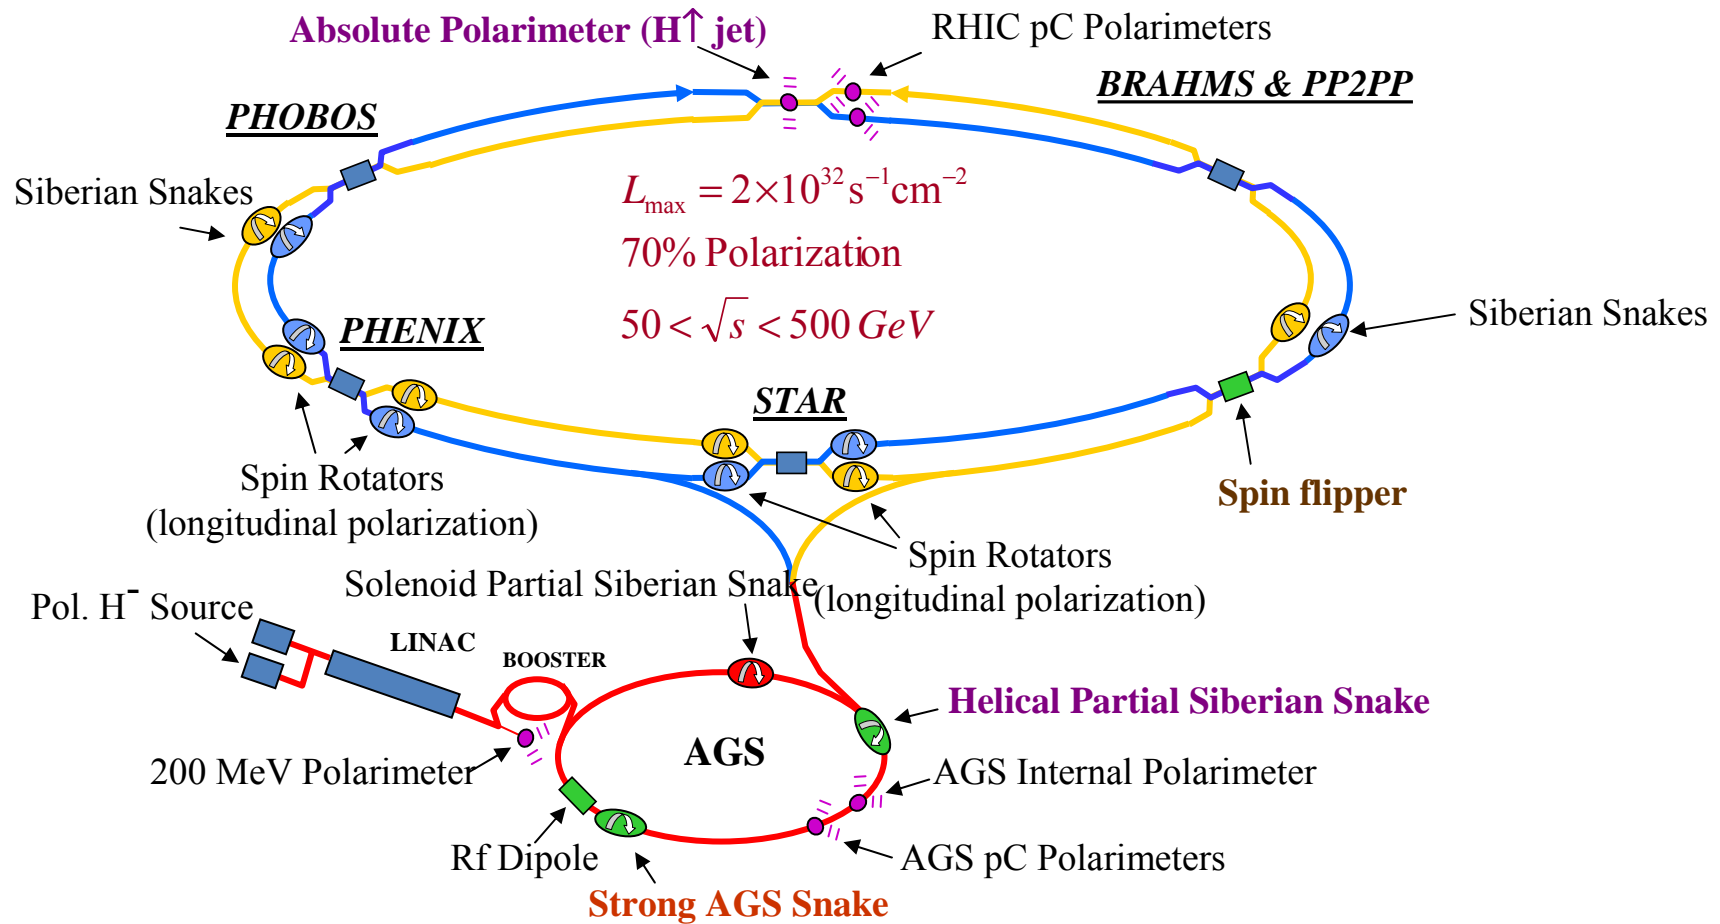 Absolute Polarimeter (H↑ jet)
RHIC pC Polarimeters
BRAHMS & PP2PP
PHOBOS
Siberian Snakes
L_max = 2×10^32 s^−1 cm^−2
70% Polarization
50 < √s < 500 GeV
PHENIX
Siberian Snakes
STAR
Spin Rotators
(longitudinal polarization)
Spin flipper
Spin Rotators
(longitudinal polarization)
Solenoid Partial Siberian Snake
Pol. H⁻ Source
LINAC
BOOSTER
Helical Partial Siberian Snake
AGS
200 MeV Polarimeter
AGS Internal Polarimeter
Rf Dipole
AGS pC Polarimeters
Strong AGS Snake